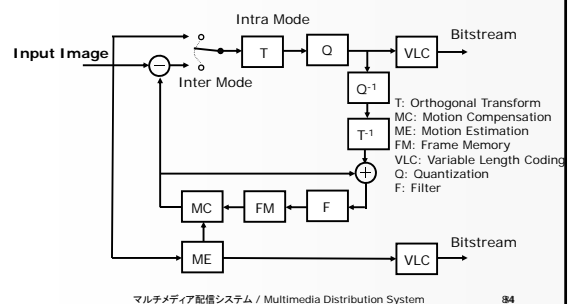 Intra Mode
Bitstream
Input Image
T
Q
VLC
Inter Mode
Q-1
T-1
T: Orthogonal Transform
MC: Motion Compensation
ME: Motion Estimation
FM: Frame Memory
VLC: Variable Length Coding
Q: Quantization
F: Filter
MC
FM
F
ME
VLC
Bitstream
マルチメディア配信システム / Multimedia Distribution System